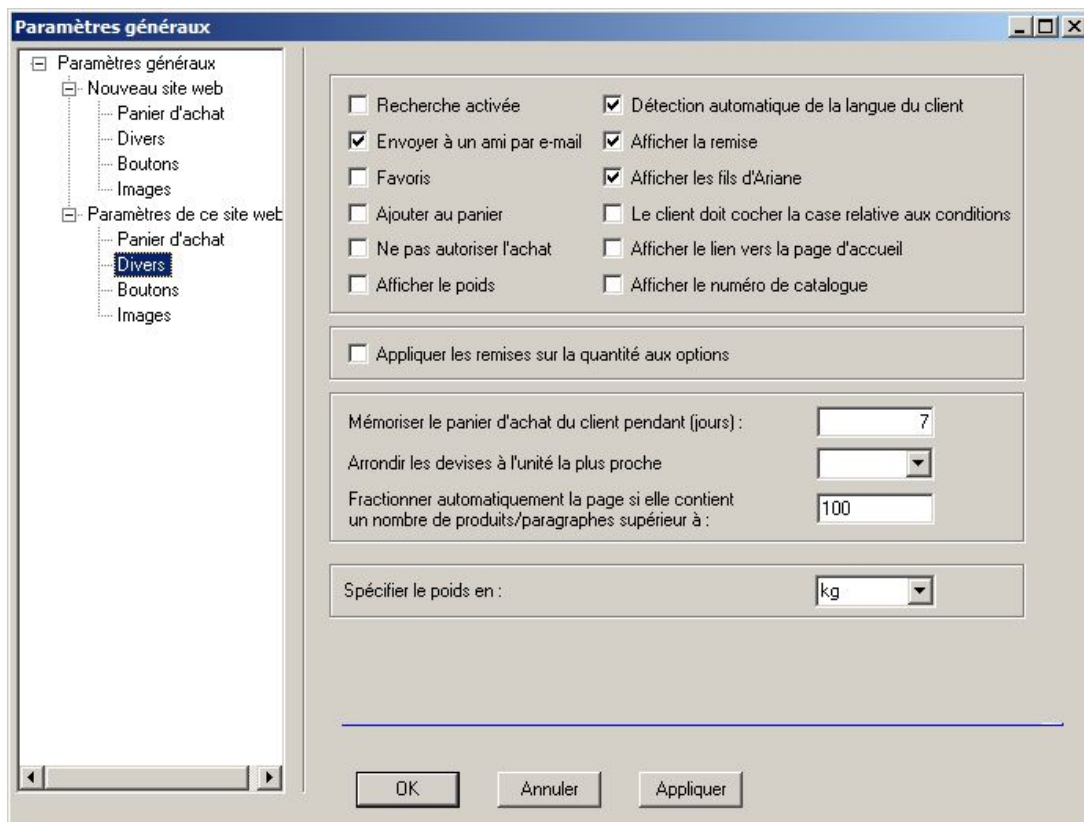 Paramètres généraux
Paramètres généraux
Nouveau site web
Panier d'achat
Divers
Boutons
Images
Paramètres de ce site web
Panier d'achat
Divers
Boutons
Images
Recherche activée
Détection automatique de la langue du client
Envoyer à un ami par e-mail
Afficher la remise
Favoris
Afficher les fils d'Ariane
Ajouter au panier
Le client doit cocher la case relative aux conditions
Ne pas autoriser l'achat
Afficher le lien vers la page d'accueil
Afficher le poids
Afficher le numéro de catalogue
Appliquer les remises sur la quantité aux options
Mémoriser le panier d'achat du client pendant (jours) :
7
Arrondir les devises à l'unité la plus proche
Fractionner automatiquement la page si elle contient
un nombre de produits/paragraphes supérieur à :
100
Spécifier le poids en :
kg
OK
Annuler
Appliquer